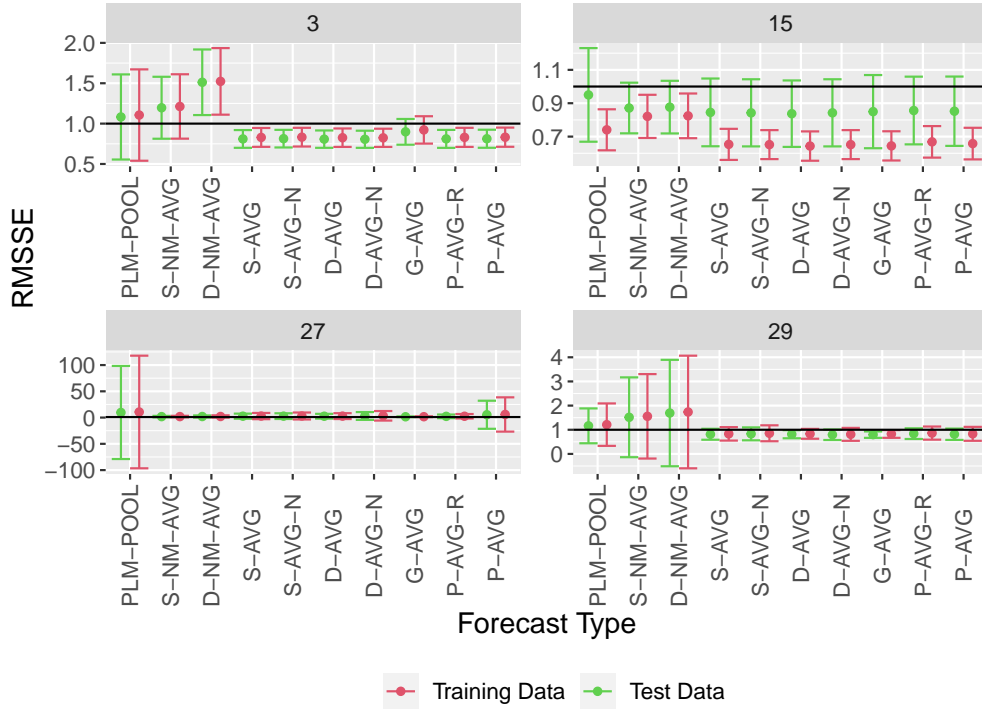 3
15
2.0
1.5
1.0
0.5
1.1
0.9
0.7
PLM−POOL
S−NM−AVG
D−NM−AVG
S−AVG
S−AVG−N
D−AVG
D−AVG−N
G−AVG
P−AVG−R
P−AVG
PLM−POOL
S−NM−AVG
D−NM−AVG
S−AVG
S−AVG−N
D−AVG
D−AVG−N
G−AVG
P−AVG−R
P−AVG
RMSSE
27
29
100
50
0
−50
−100
4
3
2
1
0
PLM−POOL
S−NM−AVG
D−NM−AVG
S−AVG
S−AVG−N
D−AVG
D−AVG−N
G−AVG
P−AVG−R
P−AVG
PLM−POOL
S−NM−AVG
D−NM−AVG
S−AVG
S−AVG−N
D−AVG
D−AVG−N
G−AVG
P−AVG−R
P−AVG
Forecast Type
Training Data Test Data